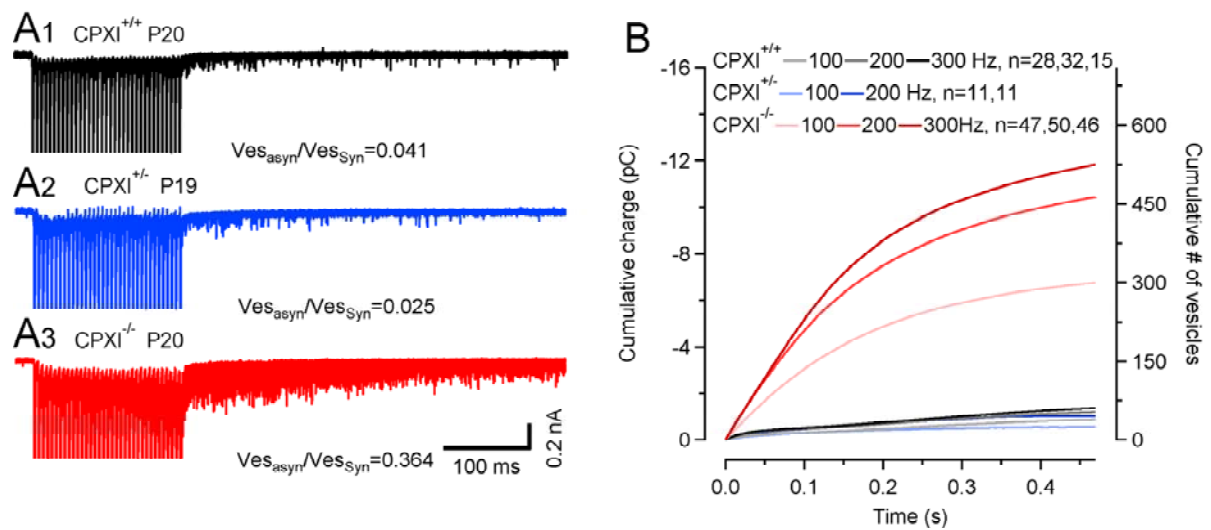 A1 CPXI+/+ P20
Vesasyn/VesSyn=0.041
A2 CPXI+/- P19
Vesasyn/VesSyn=0.025
A3 CPXI-/- P20
Vesasyn/VesSyn=0.364
100 ms
0.2 nA
B
CPXI+/+ 100 200 300 Hz, n=28,32,15
CPXI+/- 100 200 Hz, n=11,11
CPXI-/- 100 200 300Hz, n=47,50,46
Cumulative charge (pC)
-16
-12
-8
-4
0
600
450
300
150
0
Cumulative # of vesicles
0.0 0.1 0.2 0.3 0.4
Time (s)